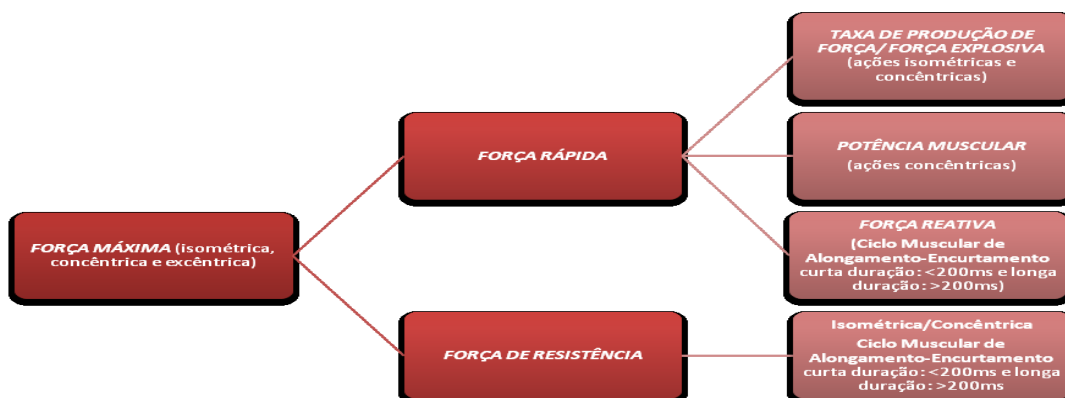 TAXA DE PRODUÇÃO DE
FORÇA/ FORÇA EXPLOSIVA
(ações isométricas e
concêntricas)
FORÇA RÁPIDA
POTÊNCIA MUSCULAR
(ações concêntricas)
FORÇA MÁXIMA (isométrica,
concêntrica e excêntrica)
FORÇA REATIVA
(Ciclo Muscular de
Alongamento-Encurtamento
curta duração: <200ms e longa
duração: >200ms)
FORÇA DE RESISTÊNCIA
Isométrica/Concêntrica
Ciclo Muscular de
Alongamento-Encurtamento
curta duração: <200ms e longa
duração: >200ms